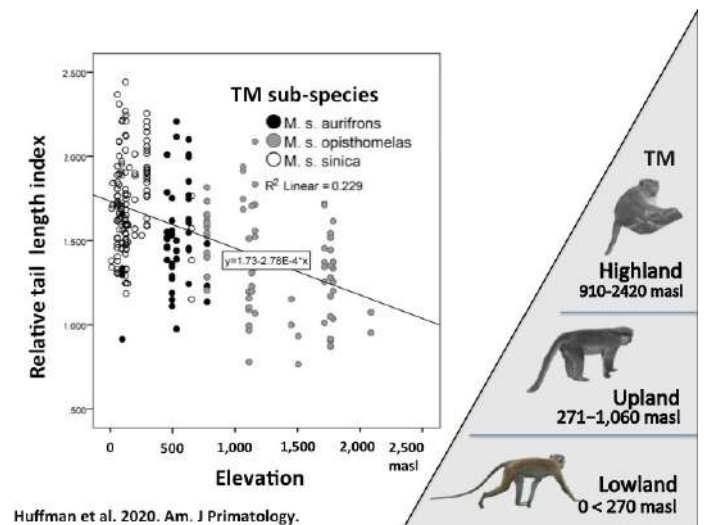 TM sub-species
M. s. aurifrons
M. s. opisthomelas
M. s. sinica
R² Linear = 0.229
y=1.73-2.78E-4*x
Relative tail length index
2.500
2.000
1.500
1.000
500
0
500
1,000
1,500
2,000
2,500
masl
Elevation
TM
Highland
910-2420 masl
Upland
271–1,060 masl
Lowland
0 < 270 masl
Huffman et al. 2020. Am. J Primatology.